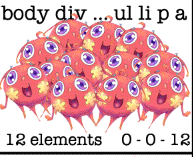 body div ... ul li p a
12 elements 0 - 0 - 12